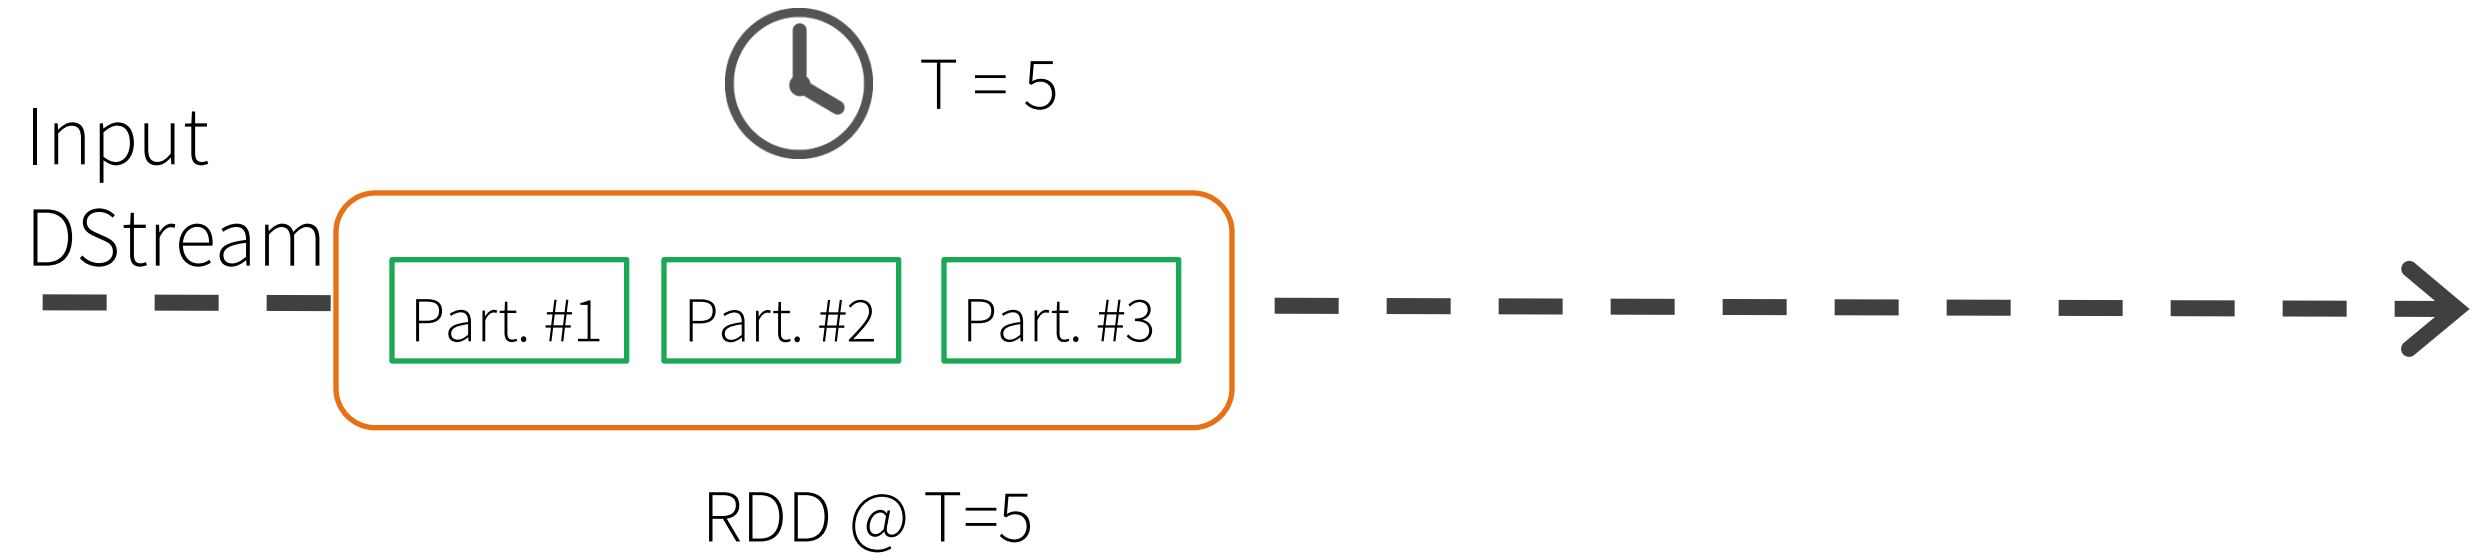 T = 5
Input
DStream
Part. #1
Part. #2
Part. #3
RDD @ T=5